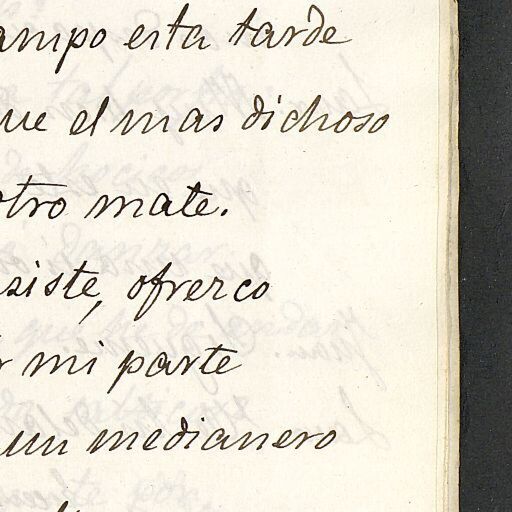 ampo esta tarde
ue el mas dichoso
otro mate.
siste, ofrerco
r mi parte
un medianero